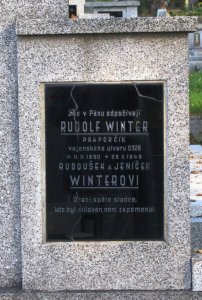 Zde v Pánu odpočívají
RUDOLF WINTER
PRAPORČÍK
vojenského útvaru 5320
RUDOUŠEK A JENÍČEK
WINTEROVI
Drazí spěte sladce,
kdo byl milován, není zapomenut.